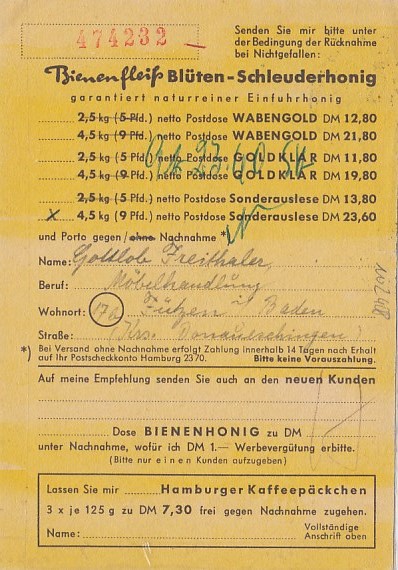 474232
Senden Sie mir bitte unter
der Bedingung der Rücknahme
bei Nichtgefallen:
Bienenfleiß Blüten-Schleuderhonig
garantiert naturreiner Einfuhrhonig
2,5 kg (5 Pfd.) netto Postdose WABENGOLD DM 12,80
4,5 kg (9 Pfd.) netto Postdose WABENGOLD DM 21,80
2,5 kg (5 Pfd.) netto Postdose GOLDKLAR DM 11,80
4,5 kg (9 Pfd.) netto Postdose GOLDKLAR DM 19,80
2,5 kg (5 Pfd.) netto Postdose Sonderauslese DM 13,80
x 4,5 kg (9 Pfd.) netto Postdose Sonderauslese DM 23,60
und Porto gegen/ohne Nachnahme *)
Name: Gottlob Freithaler,
Beruf: Möbelhandlung
Wohnort: 17b Fützen i. Baden
Straße: (Krs. Donaueschingen)
*) Bei Versand ohne Nachnahme erfolgt Zahlung innerhalb 14 Tagen nach Erhalt
auf Ihr Postscheckkonto Hamburg 2370. Bitte keine Vorauszahlung.
Auf meine Empfehlung senden Sie auch an den neuen Kunden
Dose BIENENHONIG zu DM
unter Nachnahme, wofür ich DM 1.— Werbevergütung erbitte.
(Bitte nur einen Kunden aufzugeben)
Lassen Sie mir Hamburger Kaffeepäckchen
3 x je 125 g zu DM 7,30 frei gegen Nachnahme zugehen.
Name: Vollständige
Anschrift oben